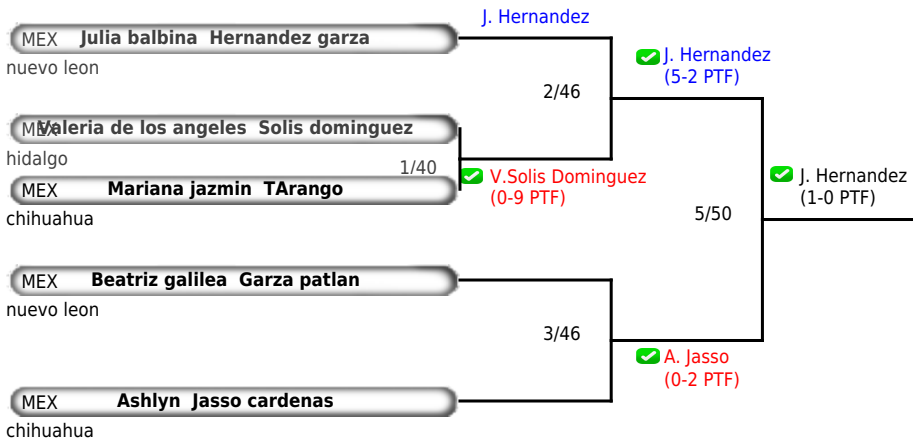 J. Hernandez
MEX Julia balbina Hernandez garza
nuevo leon
J. Hernandez
(5-2 PTF)
2/46
MEX Valeria de los angeles Solis dominguez
hidalgo
1/40
V.Solis Dominguez
(0-9 PTF)
MEX Mariana jazmin TArango
chihuahua
J. Hernandez
(1-0 PTF)
5/50
MEX Beatriz galilea Garza patlan
nuevo leon
3/46
A. Jasso
(0-2 PTF)
MEX Ashlyn Jasso cardenas
chihuahua